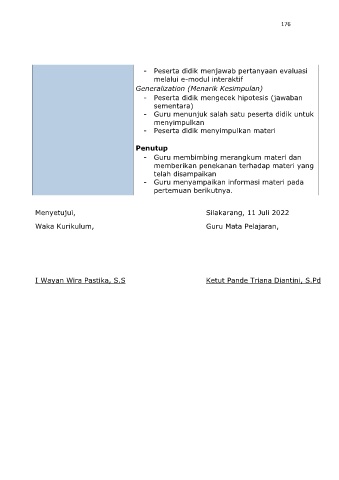 176
- Peserta didik menjawab pertanyaan evaluasi
melalui e-modul interaktif
Generalization (Menarik Kesimpulan)
- Peserta didik mengecek hipotesis (jawaban
sementara)
- Guru menunjuk salah satu peserta didik untuk
menyimpulkan
- Peserta didik menyimpulkan materi
Penutup
- Guru membimbing merangkum materi dan
memberikan penekanan terhadap materi yang
telah disampaikan
- Guru menyampaikan informasi materi pada
pertemuan berikutnya.
Menyetujui,
Silakarang, 11 Juli 2022
Waka Kurikulum,
Guru Mata Pelajaran,
I Wayan Wira Pastika, S.S
Ketut Pande Triana Diantini, S.Pd